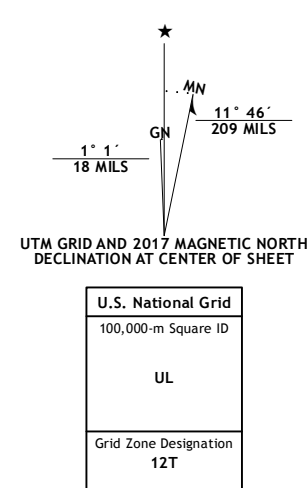 ★
MN
11° 46´
209 MILS
GN
1° 1´
18 MILS
UTM GRID AND 2017 MAGNETIC NORTH
DECLINATION AT CENTER OF SHEET
U.S. National Grid
100,000-m Square ID
UL
Grid Zone Designation
12T